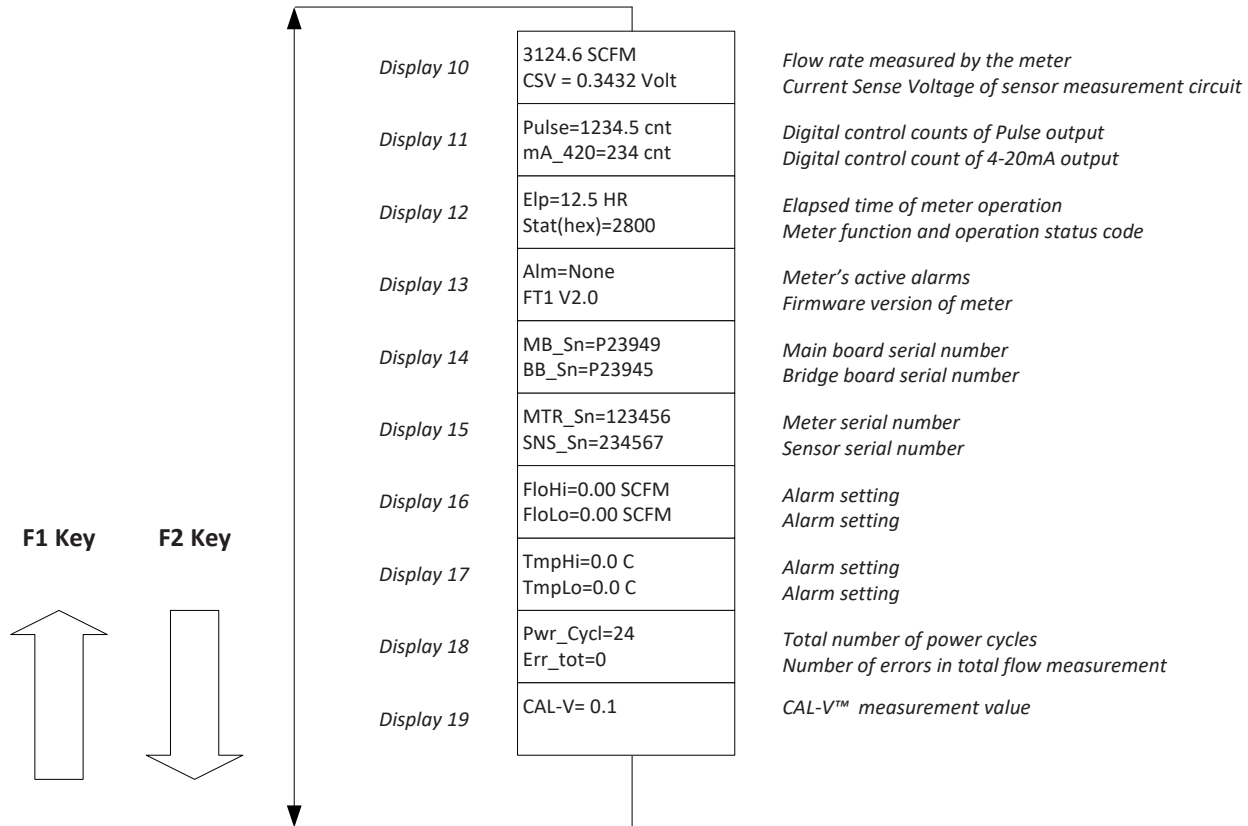 Display 10
3124.6 SCFM
CSV = 0.3432 Volt
Flow rate measured by the meter
Current Sense Voltage of sensor measurement circuit
Display 11
Pulse=1234.5 cnt
mA_420=234 cnt
Digital control counts of Pulse output
Digital control count of 4-20mA output
Display 12
Elp=12.5 HR
Stat(hex)=2800
Elapsed time of meter operation
Meter function and operation status code
Display 13
Alm=None
FT1 V2.0
Meter’s active alarms
Firmware version of meter
Display 14
MB_Sn=P23949
BB_Sn=P23945
Main board serial number
Bridge board serial number
Display 15
MTR_Sn=123456
SNS_Sn=234567
Meter serial number
Sensor serial number
Display 16
FloHi=0.00 SCFM
FloLo=0.00 SCFM
Alarm setting
Alarm setting
F1 Key
F2 Key
Display 17
TmpHi=0.0 C
TmpLo=0.0 C
Alarm setting
Alarm setting
Display 18
Pwr_Cycl=24
Err_tot=0
Total number of power cycles
Number of errors in total flow measurement
Display 19
CAL-V= 0.1
CAL-V™ measurement value